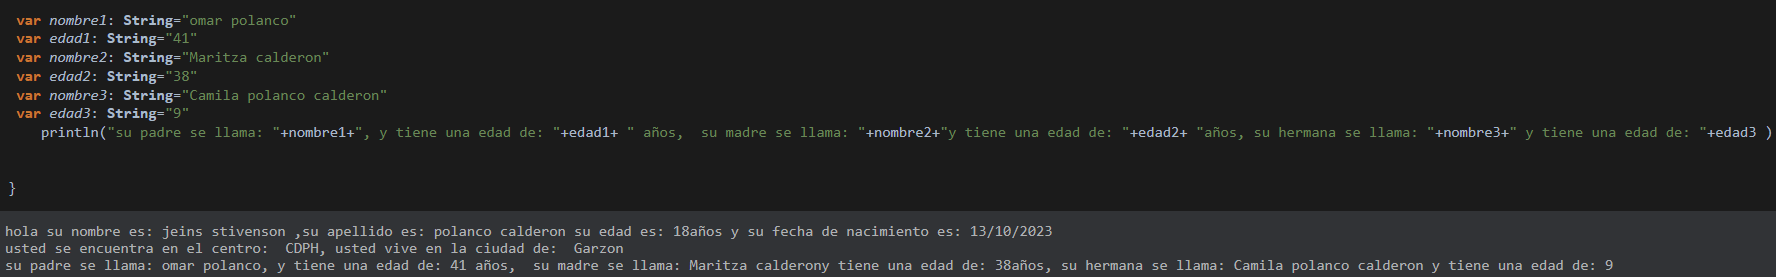 var nombre1: String="omar polanco"
var edad1: String="41"
var nombre2: String="Maritza calderon"
var edad2: String="38"
var nombre3: String="Camila polanco calderon"
var edad3: String="9"
println("su padre se llama: "+nombre1+", y tiene una edad de: "+edad1+ " años,  su madre se llama: "+nombre2+"y tiene una edad de: "+edad2+ "años, su hermana se llama: "+nombre3+" y tiene una edad de: "+edad3 )
}
hola su nombre es: jeins stivenson ,su apellido es: polanco calderon su edad es: 18años y su fecha de nacimiento es: 13/10/2023
usted se encuentra en el centro:  CDPH, usted vive en la ciudad de:  Garzon
su padre se llama: omar polanco, y tiene una edad de: 41 años,  su madre se llama: Maritza calderony tiene una edad de: 38años, su hermana se llama: Camila polanco calderon y tiene una edad de: 9